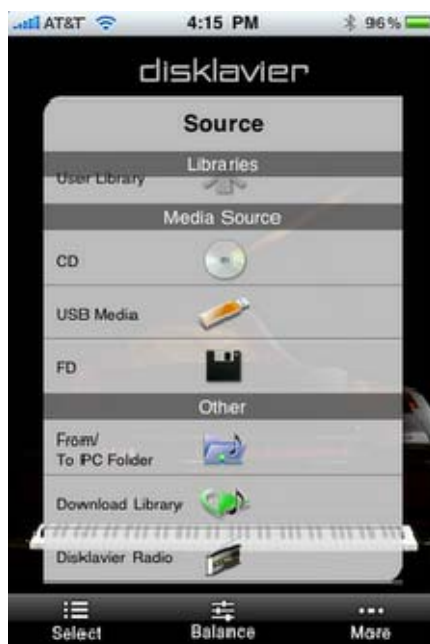 AT&T 4:15 PM 96%
disklavier
Source
Libraries
User Library
Media Source
CD
USB Media
FD
Other
From/
To PC Folder
Download Library
Disklavier Radio
Select Balance More